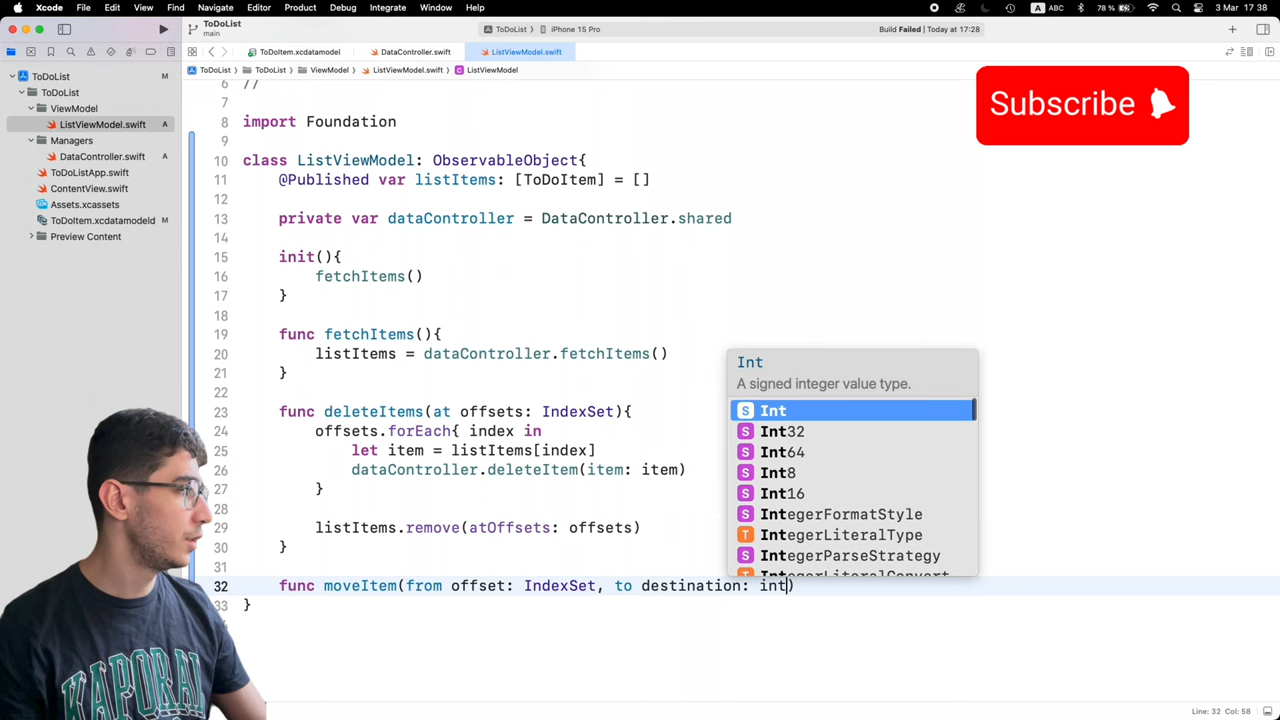 Xcode File Edit View Find Navigate Editor Product Debug Integrate Window Help
ABC 78 % 3 Mar 17 38
ToDoList
main
ToDoList 〉 iPhone 15 Pro
Build Failed | Today at 17:28
ToDoItem.xcdatamodel
DataController.swift
ListViewModel.swift
ToDoList 〉 ToDoList 〉 ViewModel 〉 ListViewModel.swift 〉 C ListViewModel
ToDoList M
ToDoList
ViewModel
ListViewModel.swift A
Managers
DataController.swift A
ToDoListApp.swift
ContentView.swift
Assets.xcassets
ToDoItem.xcdatamodeld M
Preview Content
Subscribe
6 //
7
8 import Foundation
9
10 class ListViewModel: ObservableObject{
11 @Published var listItems: [ToDoItem] = []
12
13 private var dataController = DataController.shared
14
15 init(){
16 fetchItems()
17 }
18
19 func fetchItems(){
20 listItems = dataController.fetchItems()
21 }
22
23 func deleteItems(at offsets: IndexSet){
24 offsets.forEach{ index in
25 let item = listItems[index]
26 dataController.deleteItem(item: item)
27 }
28
29 listItems.remove(atOffsets: offsets)
30 }
31
32 func moveItem(from offset: IndexSet, to destination: int)
33 }
Int
A signed integer value type.
S Int
S Int32
S Int64
S Int8
S Int16
S IntegerFormatStyle
T IntegerLiteralType
S IntegerParseStrategy
T IntegerLiteralConvert
KAPORAL
Line: 32 Col: 58